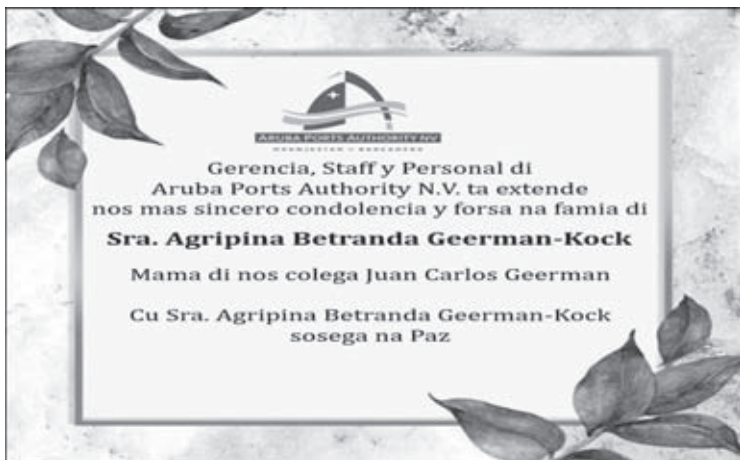 ARUBA PORTS AUTHORITY NV
Gerencia, Staff y Personal di
Aruba Ports Authority N.V. ta extende
nos mas sincero condolencia y forsa na famia di
Sra. Agripina Betranda Geerman-Kock
Mama di nos colega Juan Carlos Geerman
Cu Sra. Agripina Betranda Geerman-Kock
sosega na Paz